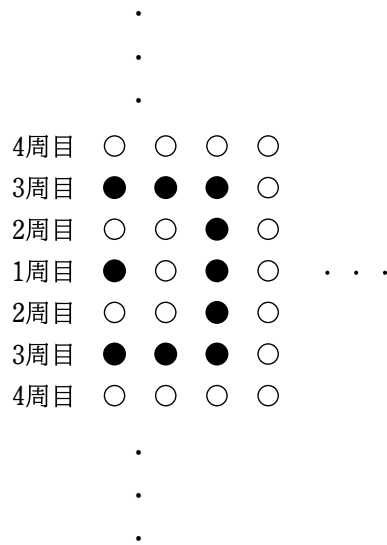 4周目 ○ ○ ○ ○
3周目 ● ● ● ○
2周目 ○ ○ ● ○
1周目 ● ○ ● ○ ・・・
2周目 ○ ○ ● ○
3周目 ● ● ● ○
4周目 ○ ○ ○ ○